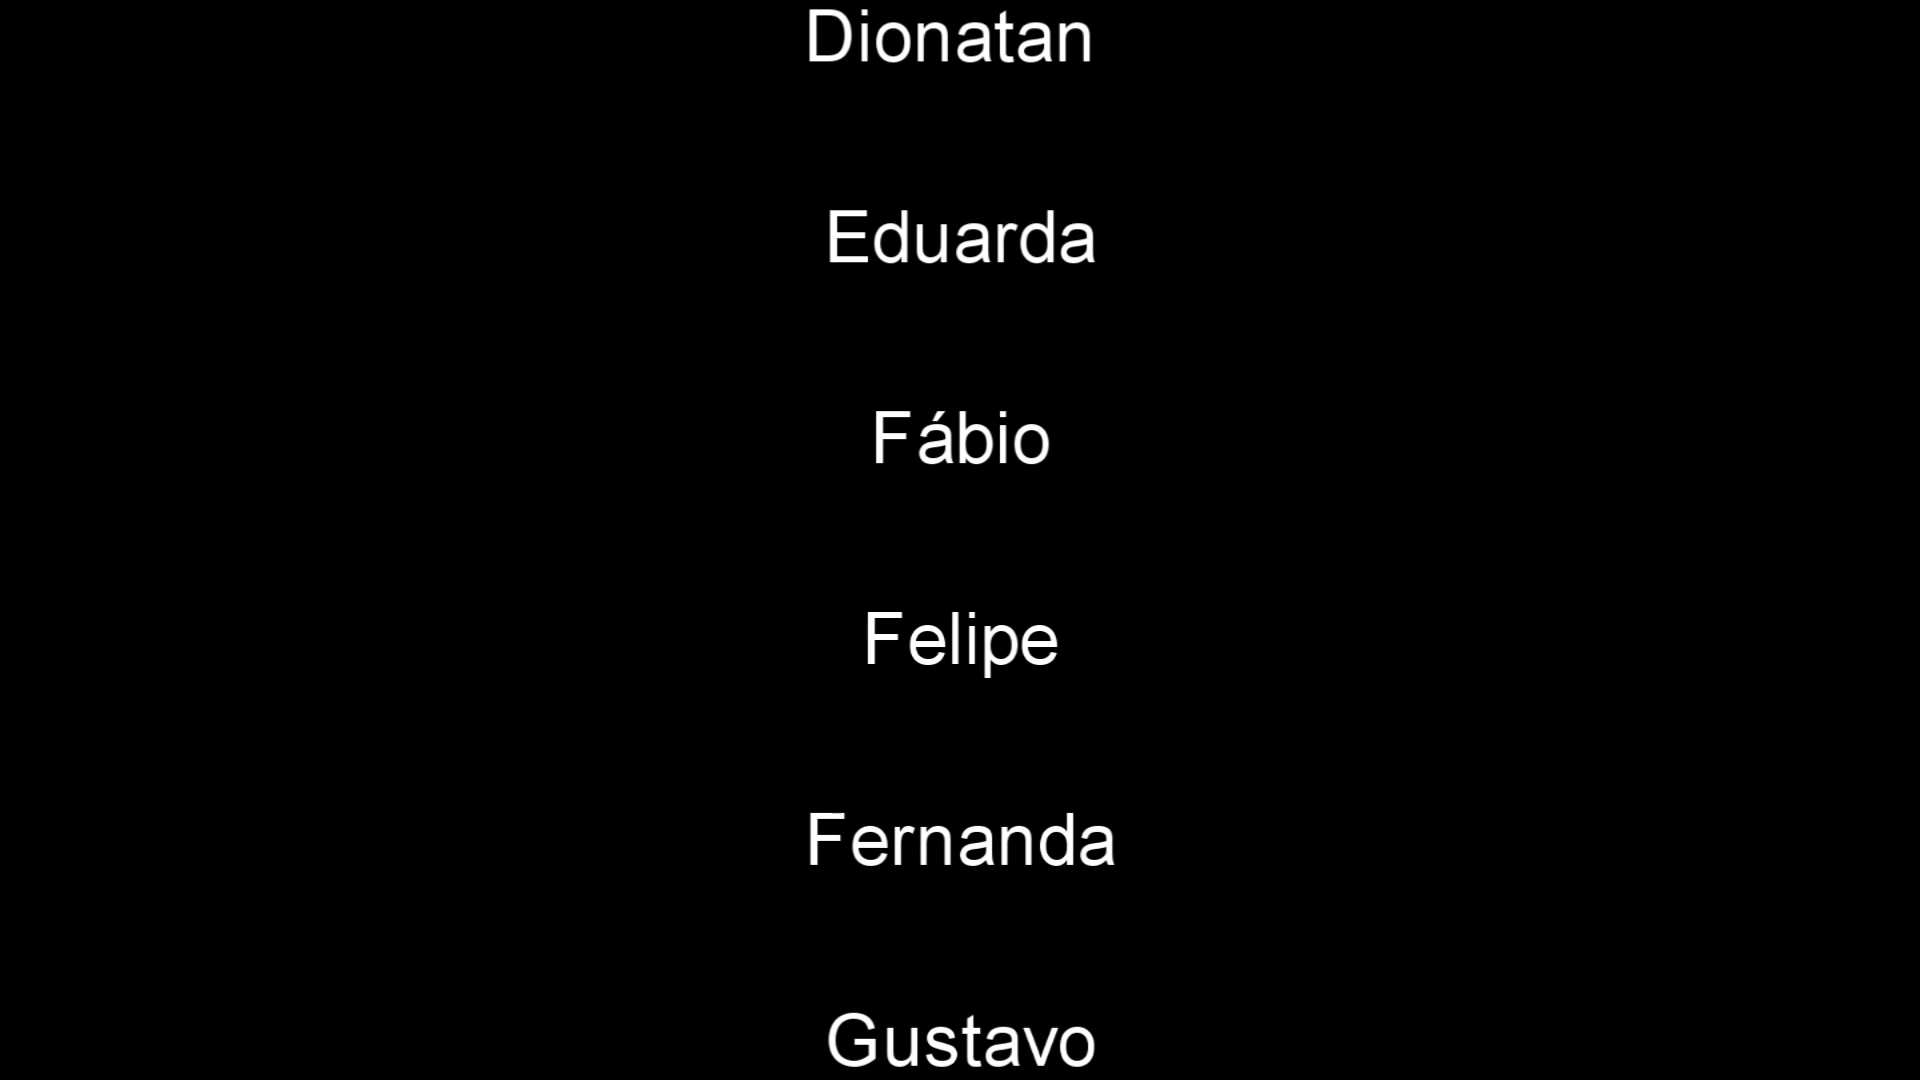 Dionatan
Eduarda
Fábio
Felipe
Fernanda
Gustavo